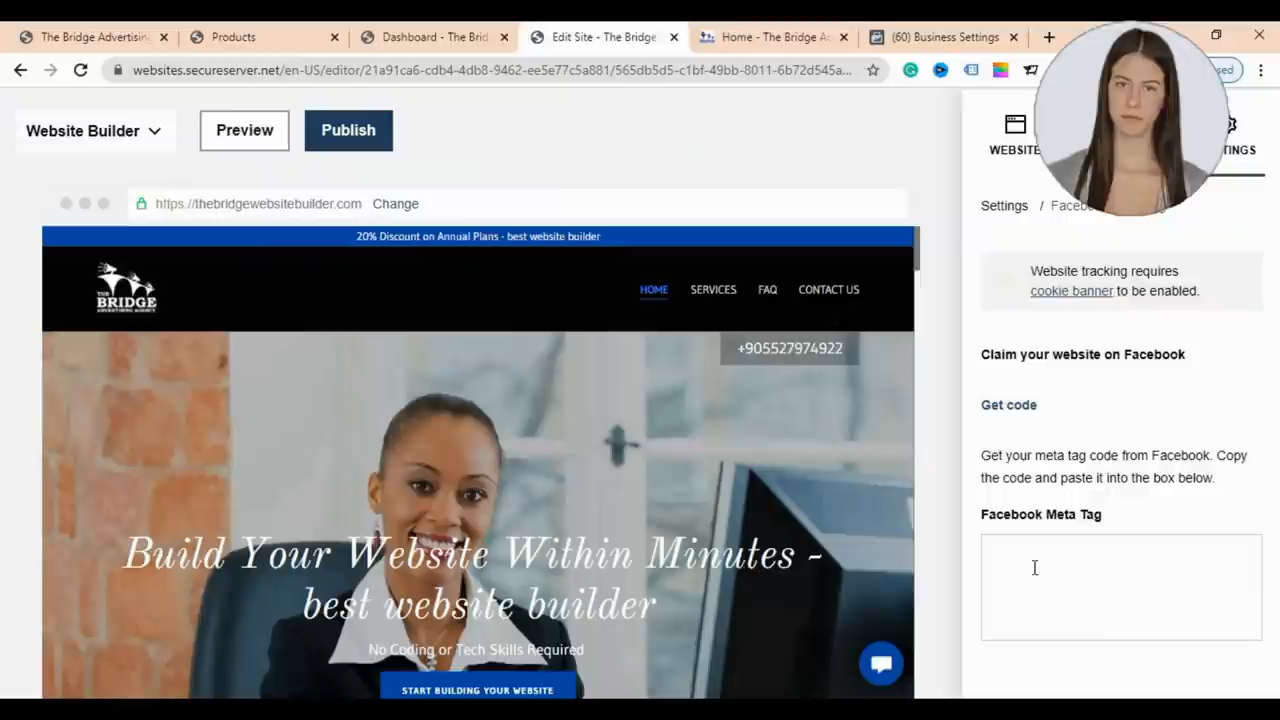 The Bridge Advertising
Products
Dashboard - The Brid
Edit Site - The Bridge
Home - The Bridge Ad
(60) Business Settings
websites.secureserver.net/en-US/editor/21a91ca6-cdb4-4db8-9462-ee5e77c5a881/565db5d5-c1bf-49bb-8011-6b72d545a...
Website Builder
Preview
Publish
WEBSITE
https://thebridgewebsitebuilder.com Change
Settings /
20% Discount on Annual Plans - best website builder
THE
BRIDGE
ADVERTISING AGENCY
HOME SERVICES FAQ CONTACT US
+905527974922
Build Your Website Within Minutes -
best website builder
No Coding or Tech Skills Required
START BUILDING YOUR WEBSITE
Website tracking requires
cookie banner to be enabled.
Claim your website on Facebook
Get code
Get your meta tag code from Facebook. Copy
the code and paste it into the box below.
Facebook Meta Tag